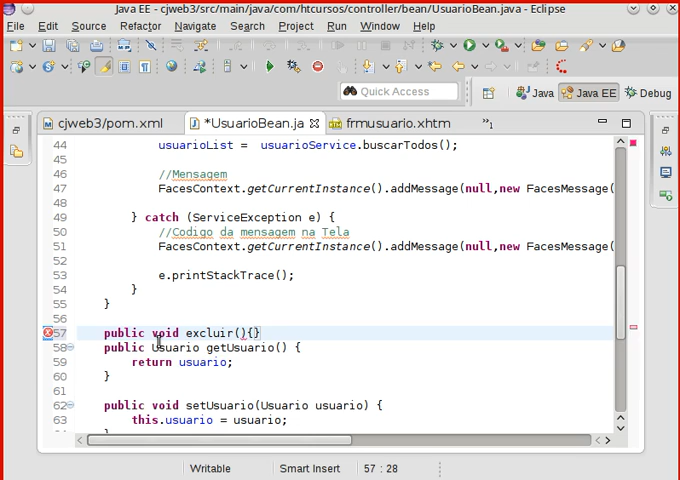 Java EE - cjweb3/src/main/java/com/htcursos/controller/bean/UsuarioBean.java - Eclipse
File Edit Source Refactor Navigate Search Project Run Window Help
Quick Access Java Java EE Debug
cjweb3/pom.xml *UsuarioBean.ja frmusuario.xhtm »1
44 usuarioList = usuarioService.buscarTodos();
45
46 //Mensagem
47 FacesContext.getCurrentInstance().addMessage(null,new FacesMessage(
48
49 } catch (ServiceException e) {
50 //Codigo da mensagem na Tela
51 FacesContext.getCurrentInstance().addMessage(null,new FacesMessage(
52
53 e.printStackTrace();
54 }
55 }
56
57 public void excluir(){}
58 public Usuario getUsuario() {
59 return usuario;
60 }
61
62 public void setUsuario(Usuario usuario) {
63 this.usuario = usuario;
Writable Smart Insert 57 : 28